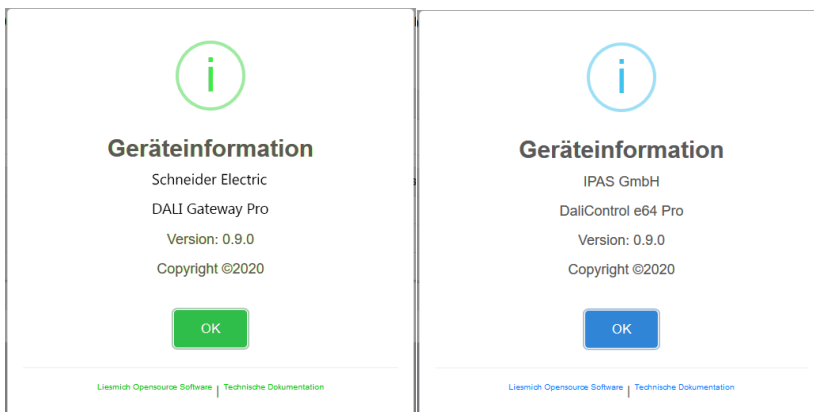 i
Geräteinformation
Schneider Electric
DALI Gateway Pro
Version: 0.9.0
Copyright ©2020
OK
Liesmich Opensource Software | Technische Dokumentation
i
Geräteinformation
IPAS GmbH
DaliControl e64 Pro
Version: 0.9.0
Copyright ©2020
OK
Liesmich Opensource Software | Technische Dokumentation